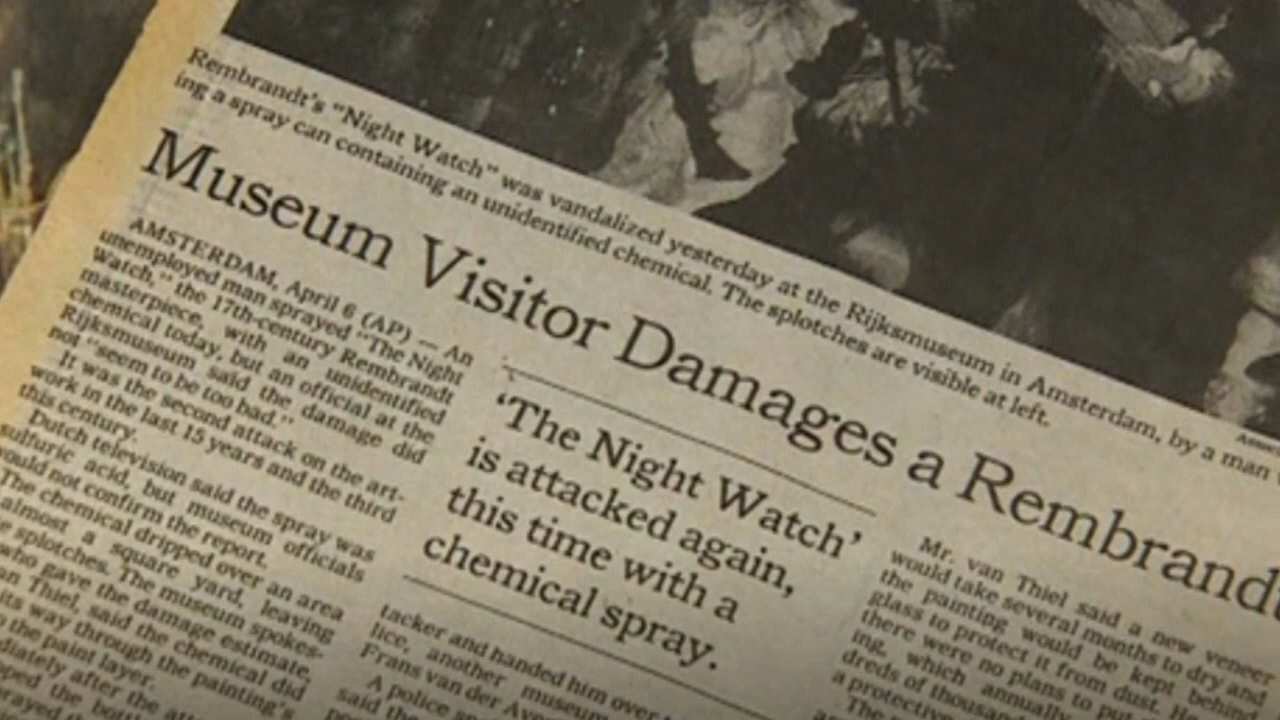 Rembrandt's "Night Watch" was vandalized yesterday at the Rijksmuseum in Amsterdam, by a man
ing a spray can containing an unidentified chemical. The splotches are visible at left.
Museum Visitor Damages a Rembrandt
AMSTERDAM, April 6 (AP) — An
unemployed man sprayed "The Night
Watch," the 17th-century Rembrandt
masterpiece, with an unidentified
chemical today, but an official at the
Rijksmuseum said the damage did
not "seem to be too bad."
It was the second attack on the art-
work in the last 15 years and the third
this century.
Dutch television said the spray was
sulfuric acid, but museum officials
would not confirm the report.
The chemical dripped over an area
almost a square yard, leaving
splotches. The museum spokes-
who gave the damage estimate,
Thiel, said the chemical did
its way through the painting's
the paint layer.
after the
the
'The Night Watch'
is attacked again,
this time with a
chemical spray.
tacker and handed him over
lice, another museum
Frans van der
A police
said the
Mr. van Thiel said a new veneer
would take several months to dry and
the painting would be kept behind
glass to protect it from dust. He
there were no plans to
ing, which annually
dreds of thousands
a protective
The